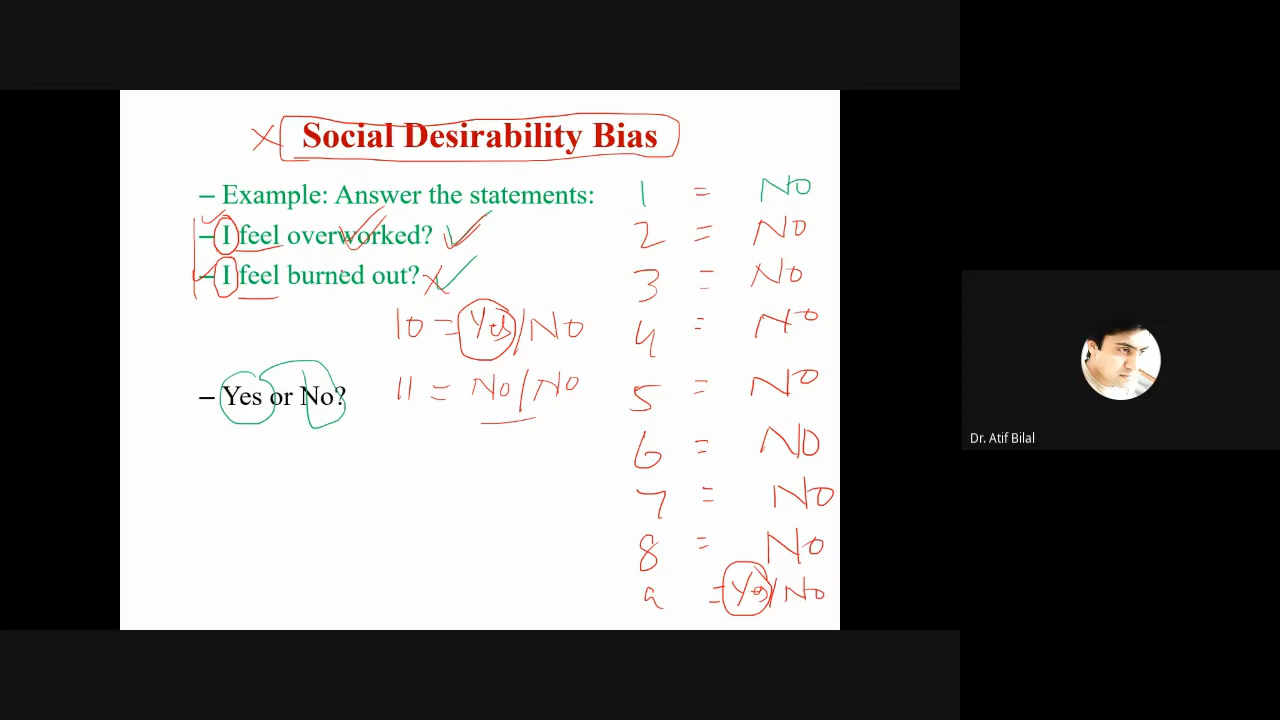 × Social Desirability Bias
– Example: Answer the statements:
– I feel overworked?
– I feel burned out?
10 = Yes/No
– Yes or No?
11 = No/No
1 = NO
2 = NO
3 = NO
4 = NO
5 = NO
6 = NO
7 = NO
8 = NO
9 = Yes/No
Dr. Atif Bilal